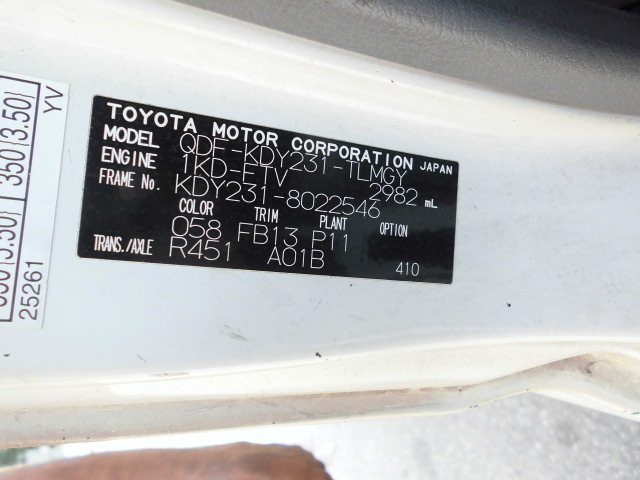 TOYOTA MOTOR CORPORATION JAPAN
MODEL QDF-KDY231-TLMGY
ENGINE 1KD-FTV 2982 mL
FRAME No. KDY231-8022546
COLOR TRIM PLANT OPTION
058 FB13 P11
TRANS./AXLE R451 A01B 410
350(3.50)
YV
25261